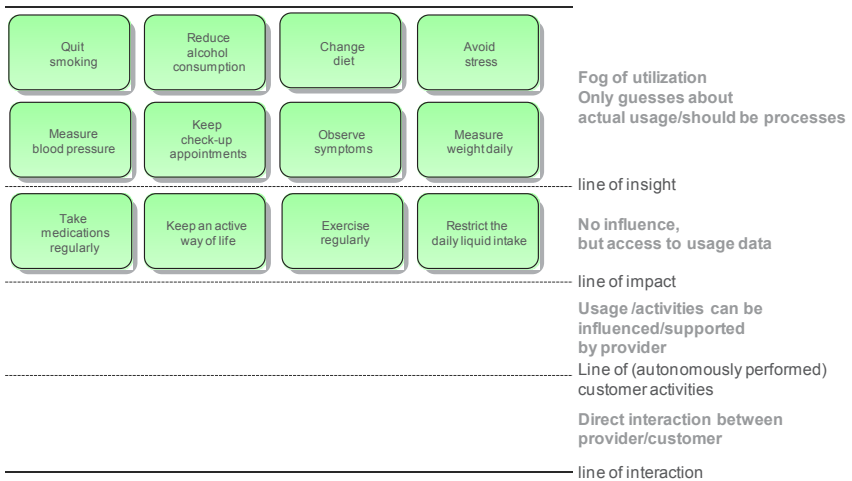 Quit
smoking
Reduce
alcohol
consumption
Change
diet
Avoid
stress
Fog of utilization
Only guesses about
actual usage/should be processes
Measure
blood pressure
Keep
check-up
appointments
Observe
symptoms
Measure
weight daily
line of insight
Take
medications
regularly
Keep an active
way of life
Exercise
regularly
Restrict the
daily liquid intake
No influence,
but access to usage data
line of impact
Usage /activities can be
influenced/supported
by provider
Line of (autonomously performed)
customer activities
Direct interaction between
provider/customer
line of interaction